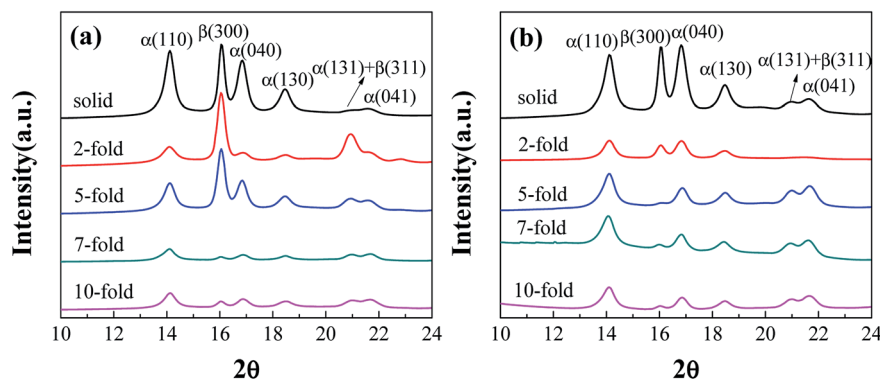 (a)
β(300)
α(110)
α(040)
α(130)
α(131)+β(311)
α(041)
solid
2-fold
5-fold
7-fold
10-fold
Intensity(a.u.)
10 12 14 16 18 20 22 24
2θ
(b)
α(110)
β(300)
α(040)
α(130)
α(131)+β(311)
α(041)
solid
2-fold
5-fold
7-fold
10-fold
Intensity(a.u.)
10 12 14 16 18 20 22 24
2θ